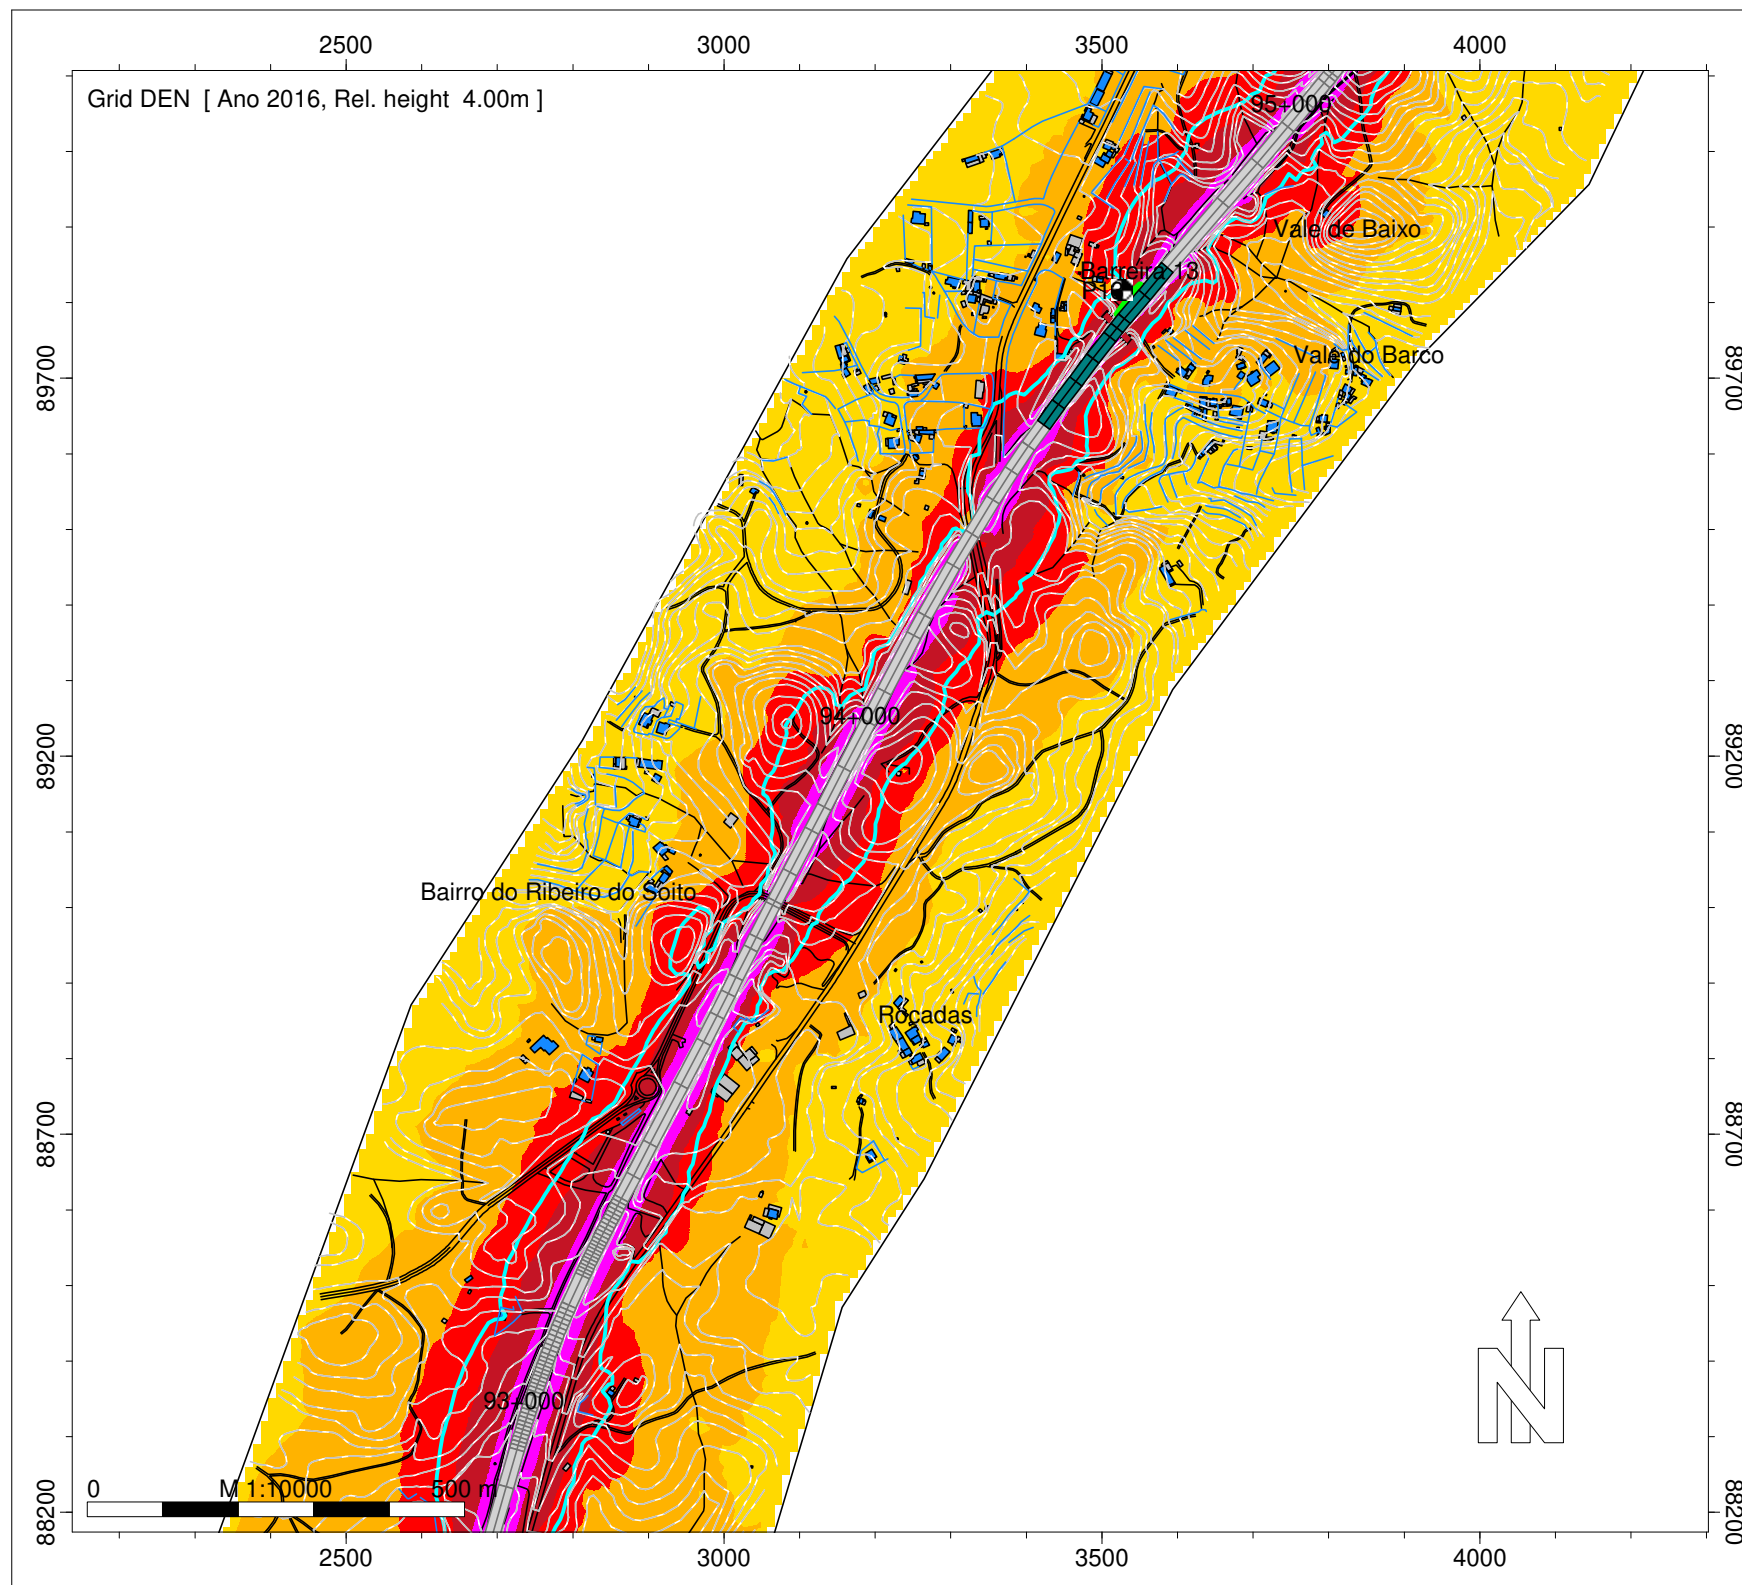 2500 3000 3500 4000
Grid DEN [ Ano 2016, Rel. height 4.00m ]
95+000
Vale de Baixo
Barreira 13
Vale do Barco
89700 89700
94+000
89200 89200
Bairro do Ribeiro do Soito
Roçadas
88700 88700
93+000
N
0 M 1:10000 500 m
88200 88200
2500 3000 3500 4000